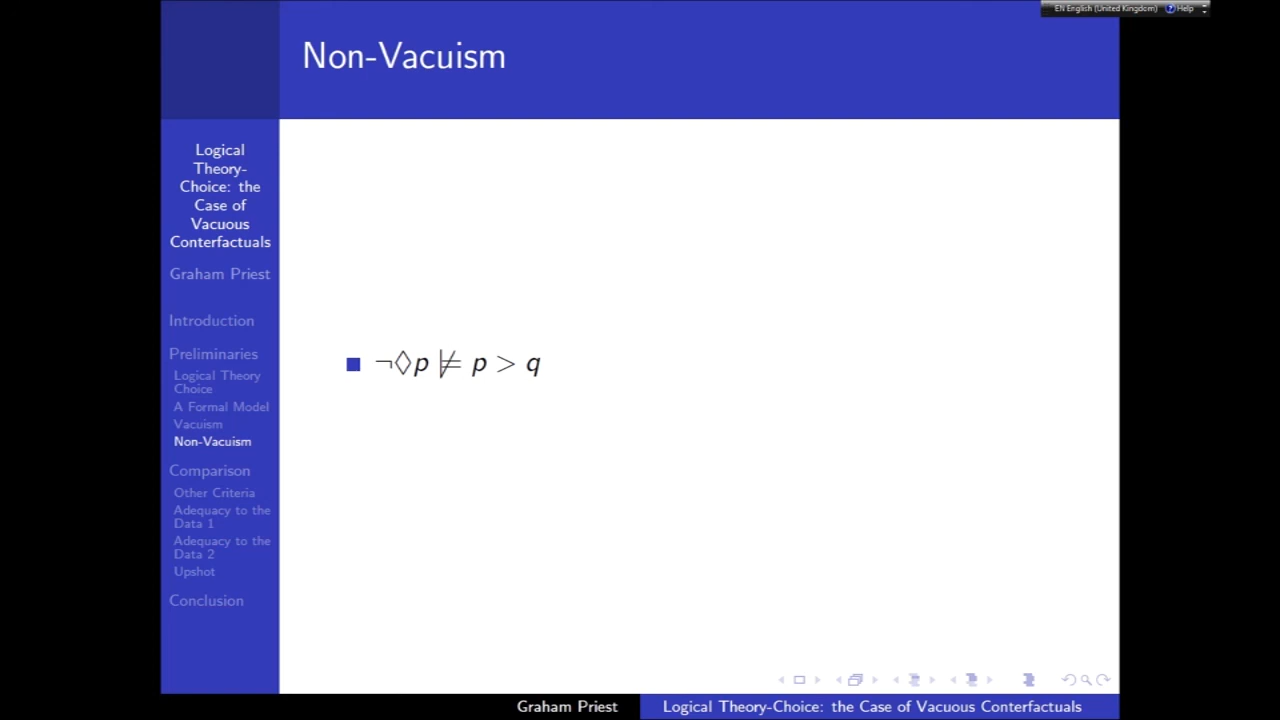 EN English (United Kingdom) Help
Non-Vacuism
Logical
Theory-
Choice: the
Case of
Vacuous
Conterfactuals
Graham Priest
Introduction
Preliminaries
Logical Theory
Choice
A Formal Model
Vacuism
Non-Vacuism
Comparison
Other Criteria
Adequacy to the
Data 1
Adequacy to the
Data 2
Upshot
Conclusion
¬◊p ⊭ p > q
Graham Priest
Logical Theory-Choice: the Case of Vacuous Conterfactuals